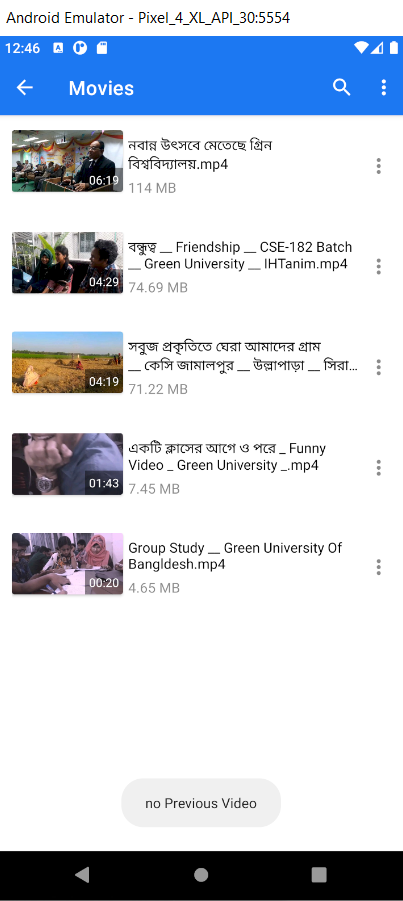 Android Emulator - Pixel_4_XL_API_30:5554
12:46
Movies
নবান্ন উৎসবে মেতেছে গ্রিন
বিশ্ববিদ্যালয়.mp4
06:19
114 MB
বন্ধুত্ব __ Friendship __ CSE-182 Batch
__ Green University __ IHTanim.mp4
04:29
74.69 MB
সবুজ প্রকৃতিতে ঘেরা আমাদের গ্রাম
__ কেসি জামালপুর __ উল্লাপাড়া __ সিরা...
04:19
71.22 MB
একটি ক্লাসের আগে ও পরে _ Funny
Video _ Green University _.mp4
01:43
7.45 MB
Group Study __ Green University Of
Bangldesh.mp4
00:20
4.65 MB
no Previous Video